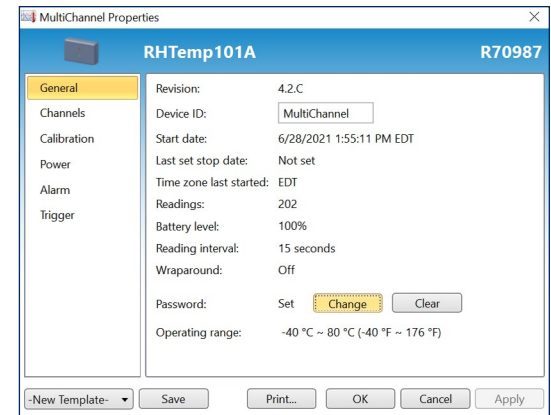 MultiChannel Properties
RHTemp101A R70987
General
Channels
Calibration
Power
Alarm
Trigger
Revision: 4.2.C
Device ID: MultiChannel
Start date: 6/28/2021 1:55:11 PM EDT
Last set stop date: Not set
Time zone last started: EDT
Readings: 202
Battery level: 100%
Reading interval: 15 seconds
Wraparound: Off
Password: Set Change Clear
Operating range: -40 °C ~ 80 °C (-40 °F ~ 176 °F)
-New Template- Save Print... OK Cancel Apply